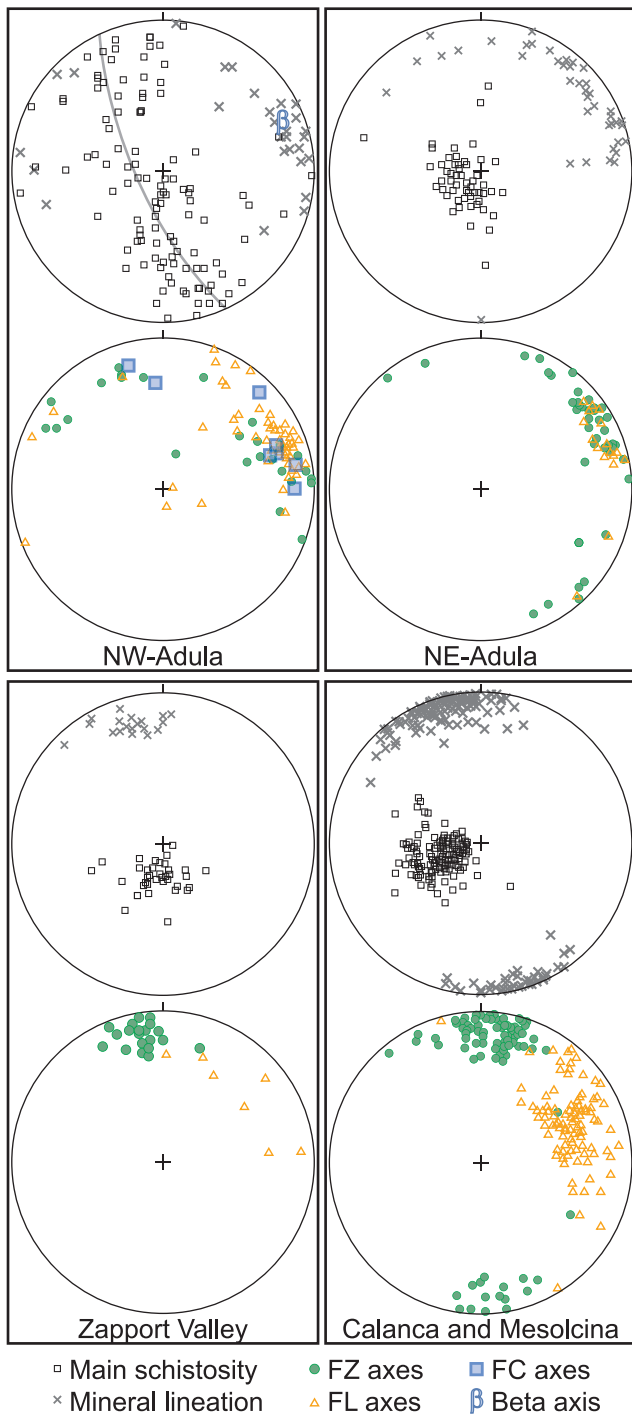 β
NW-Adula
NE-Adula
Zapport Valley
Calanca and Mesolcina
Main schistosity
FZ axes
FC axes
Mineral lineation
FL axes
β Beta axis